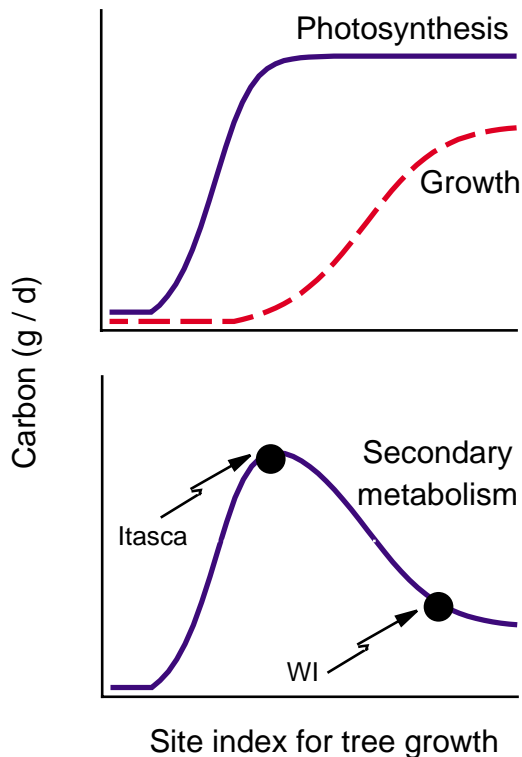 Photosynthesis
Growth
Carbon (g / d)
Secondary
metabolism
Itasca
WI
Site index for tree growth